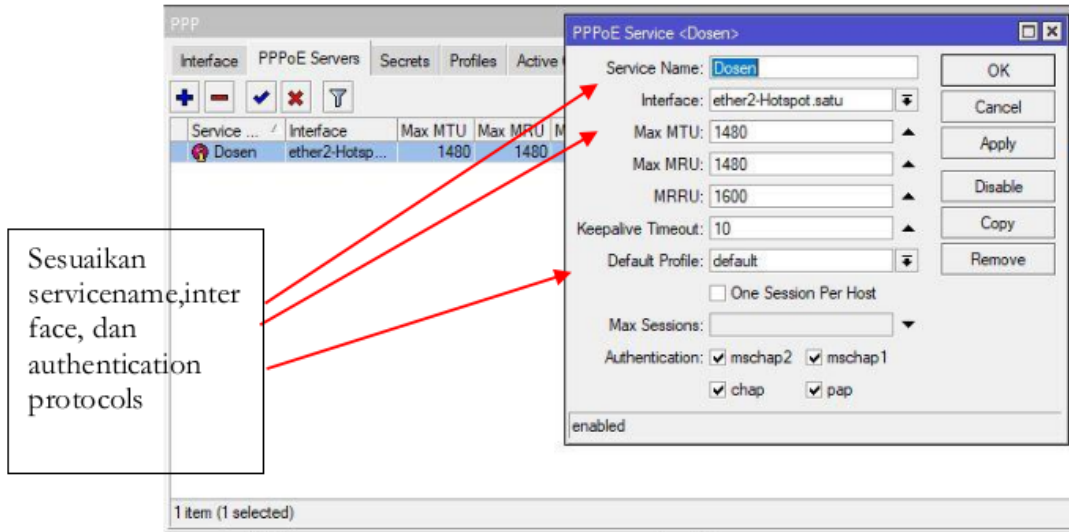 PPP
Interface PPPoE Servers Secrets Profiles Active
Service ... Interface Max MTU Max MRU M
Dosen ether2-Hotsp... 1480 1480
1 item (1 selected)
PPPoE Service <Dosen>
Service Name: Dosen
Interface: ether2-Hotspot.satu
Max MTU: 1480
Max MRU: 1480
MRRU: 1600
Keepalive Timeout: 10
Default Profile: default
One Session Per Host
Max Sessions:
Authentication: mschap2 mschap1
chap pap
enabled
OK
Cancel
Apply
Disable
Copy
Remove
Sesuaikan
servicename,inter
face, dan
authentication
protocols